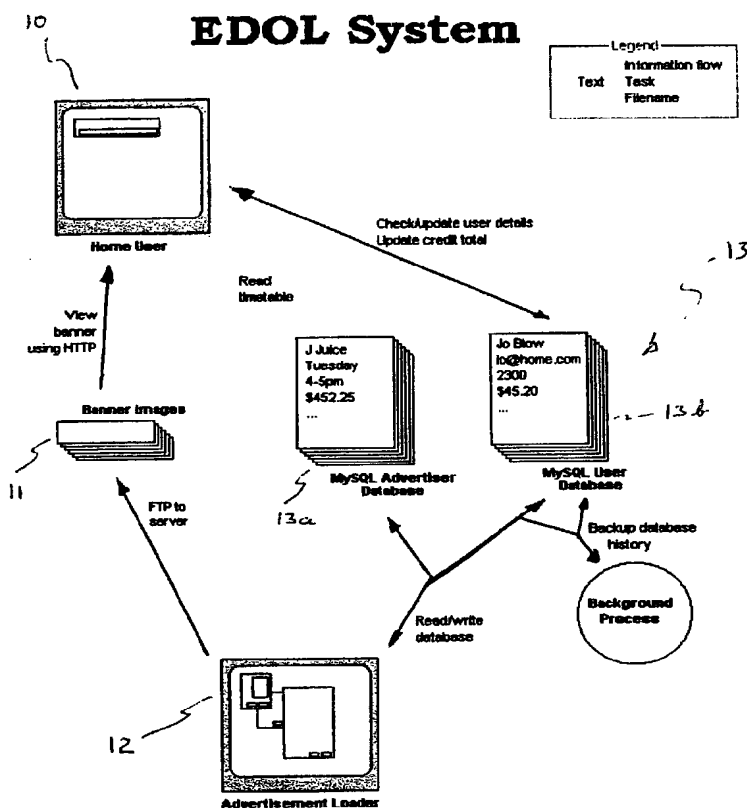 EDOL System
10
Legend
Information flow
Text Task
Filename
Home User
Check/update user details
Update credit total
13
View
banner
using HTTP
Read
timetable
J Juice
Tuesday
4-5pm
$452.25
...
Jo Blow
jo@home.com
2300
$45.20
...
13b
Banner images
11
MySQL Advertiser
Database
13a
MySQL User
Database
FTP to
server
Backup database
history
Background
Process
Read/write
database
12
Advertisement Loader